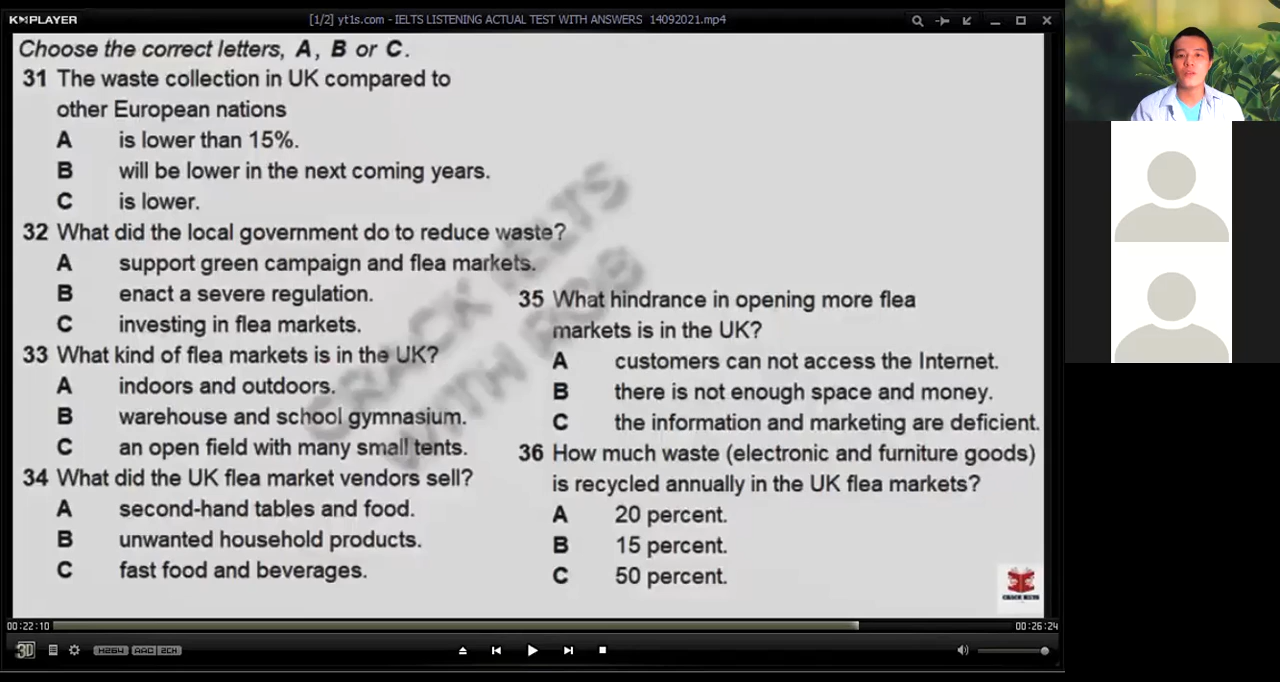 KMPLAYER
[1/2] yt1s.com - IELTS LISTENING ACTUAL TEST WITH ANSWERS 14092021.mp4
Choose the correct letters, A, B or C.
31 The waste collection in UK compared to
other European nations
A is lower than 15%.
B will be lower in the next coming years.
C is lower.
32 What did the local government do to reduce waste?
A support green campaign and flea markets.
B enact a severe regulation.
C investing in flea markets.
33 What kind of flea markets is in the UK?
A indoors and outdoors.
B warehouse and school gymnasium.
C an open field with many small tents.
34 What did the UK flea market vendors sell?
A second-hand tables and food.
B unwanted household products.
C fast food and beverages.
35 What hindrance in opening more flea
markets is in the UK?
A customers can not access the Internet.
B there is not enough space and money.
C the information and marketing are deficient.
36 How much waste (electronic and furniture goods)
is recycled annually in the UK flea markets?
A 20 percent.
B 15 percent.
C 50 percent.
CRACK IELTS
WITH
00:22:10
00:26:24
3D
H264 AAC 2CH